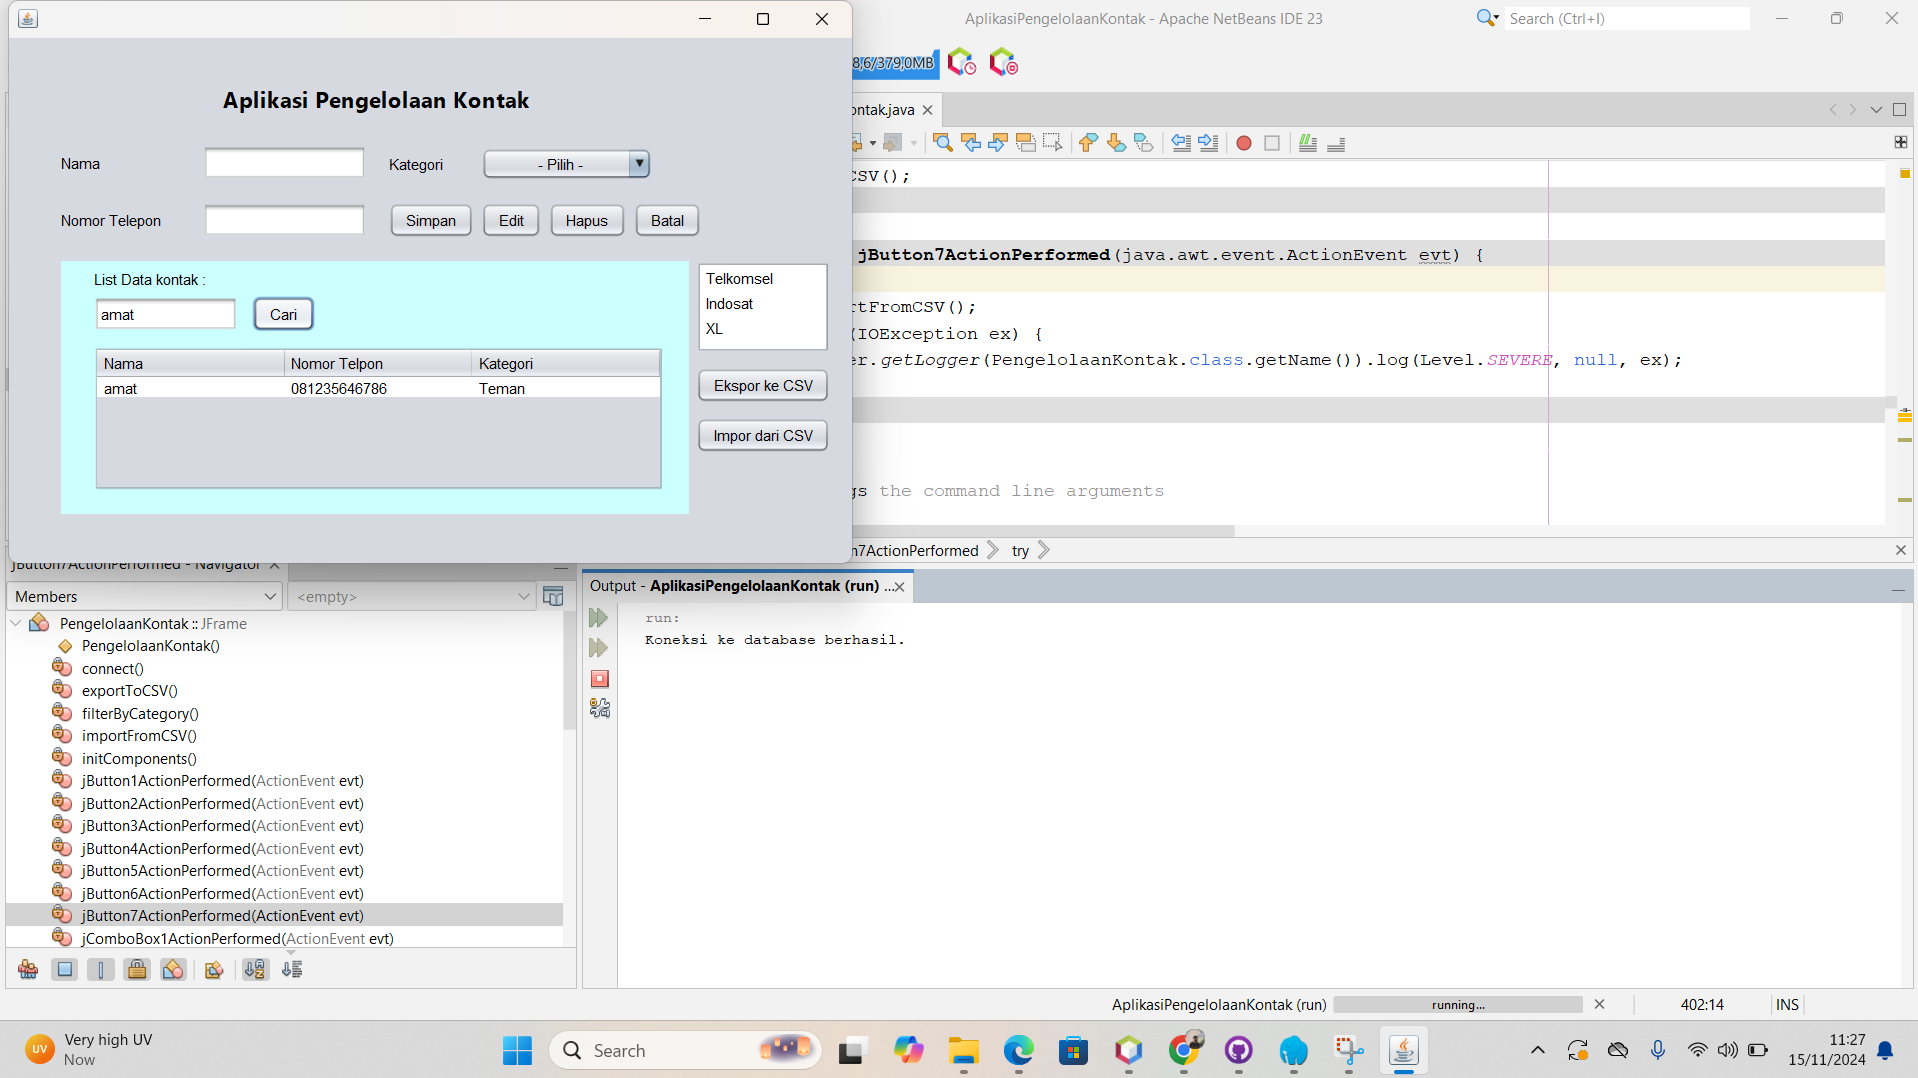 AplikasiPengelolaanKontak - Apache NetBeans IDE 23
Search (Ctrl+I)
8,6/379,0MB
Aplikasi Pengelolaan Kontak
Nama
Kategori
- Pilih -
Nomor Telepon
Simpan
Edit
Hapus
Batal
List Data kontak :
amat
Cari
Nama
Nomor Telpon
Kategori
amat
081235646786
Teman
Telkomsel
Indosat
XL
Ekspor ke CSV
Impor dari CSV
ontak.java
CSV();
jButton7ActionPerformed(java.awt.event.ActionEvent evt) {
rtFromCSV();
(IOException ex) {
er.getLogger(PengelolaanKontak.class.getName()).log(Level.SEVERE, null, ex);
gs the command line arguments
n7ActionPerformed
try
jButton7ActionPerformed - Navigator
Members
<empty>
PengelolaanKontak :: JFrame
PengelolaanKontak()
connect()
exportToCSV()
filterByCategory()
importFromCSV()
initComponents()
jButton1ActionPerformed(ActionEvent evt)
jButton2ActionPerformed(ActionEvent evt)
jButton3ActionPerformed(ActionEvent evt)
jButton4ActionPerformed(ActionEvent evt)
jButton5ActionPerformed(ActionEvent evt)
jButton6ActionPerformed(ActionEvent evt)
jButton7ActionPerformed(ActionEvent evt)
jComboBox1ActionPerformed(ActionEvent evt)
Output - AplikasiPengelolaanKontak (run) ...
run:
Koneksi ke database berhasil.
AplikasiPengelolaanKontak (run)
running...
402:14
INS
UV
Very high UV
Now
Search
11:27
15/11/2024